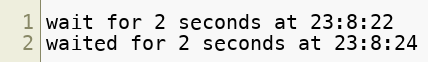 1 wait for 2 seconds at 23:8:22
2 waited for 2 seconds at 23:8:24